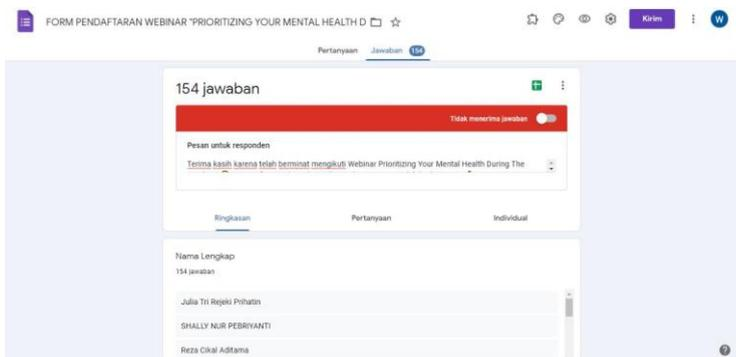 FORM PENDAFTARAN WEBINAR "PRIORITIZING YOUR MENTAL HEALTH D
Kirim
W
Pertanyaan Jawaban 154
154 jawaban
Tidak menerima jawaban
Pesan untuk responden
Terima kasih karena telah berminat mengikuti Webinar Prioritizing Your Mental Health During The
Ringkasan Pertanyaan Individual
Nama Lengkap
154 jawaban
Julia Tri Rejeki Prihatin
SHALLY NUR PEBRIYANTI
Reza Cikal Aditama